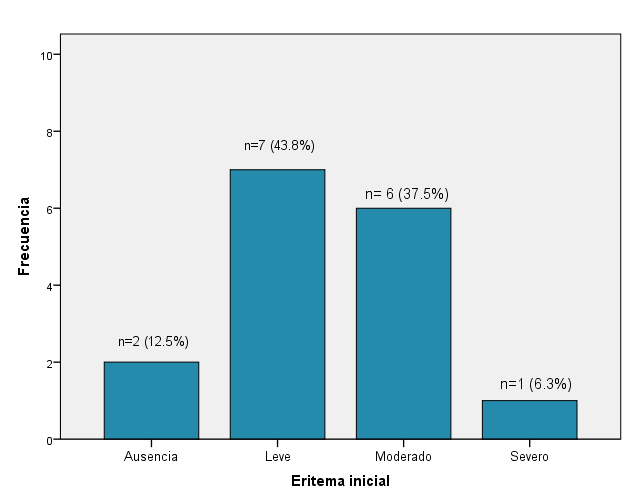 10
8
6
4
2
0
Frecuencia
n=2 (12.5%)
n=7 (43.8%)
n= 6 (37.5%)
n=1 (6.3%)
Ausencia
Leve
Moderado
Severo
Eritema inicial